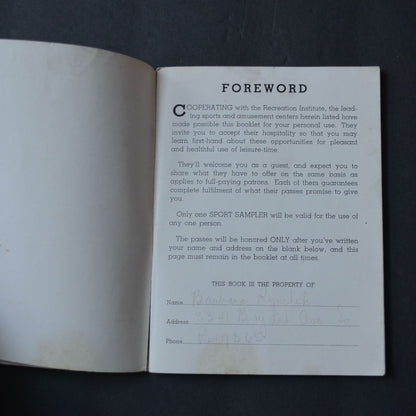 FOREWORD
COOPERATING with the Recreation Institute, the lead-
ing sports and amusement centers herein listed have
made possible this booklet for your personal use. They
invite you to accept their hospitality so that you may
learn first-hand about these opportunities for pleasant
and healthful use of leisure-time.
They'll welcome you as a guest, and expect you to
share what they have to offer on the same basis as
applies to full-paying patrons. Each of them guarantees
complete fulfilment of what their passes promise to give
you.
Only one SPORT SAMPLER will be valid for the use of
any one person.
The passes will be honored ONLY after you've written
your name and address on the blank below, and this
page must remain in the booklet at all times.
THIS BOOK IS THE PROPERTY OF
Name Barbara
Address Ave So
Phone